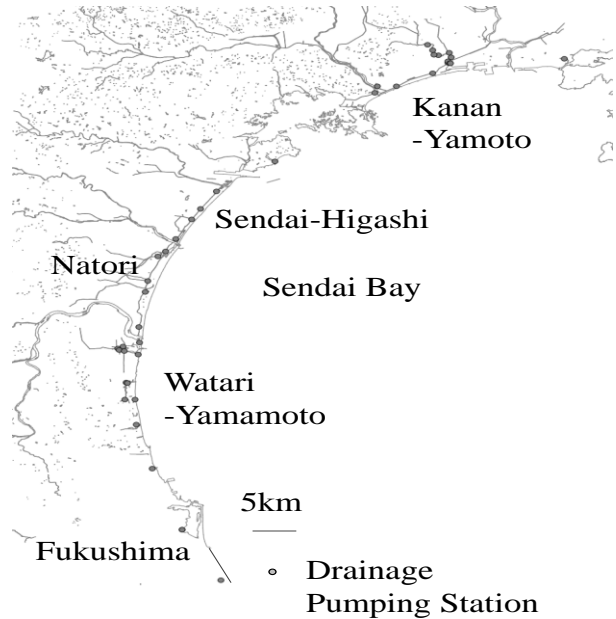 Kanan
-Yamoto
Sendai-Higashi
Natori
Sendai Bay
Watari
-Yamamoto
5km
Fukushima
Drainage
Pumping Station